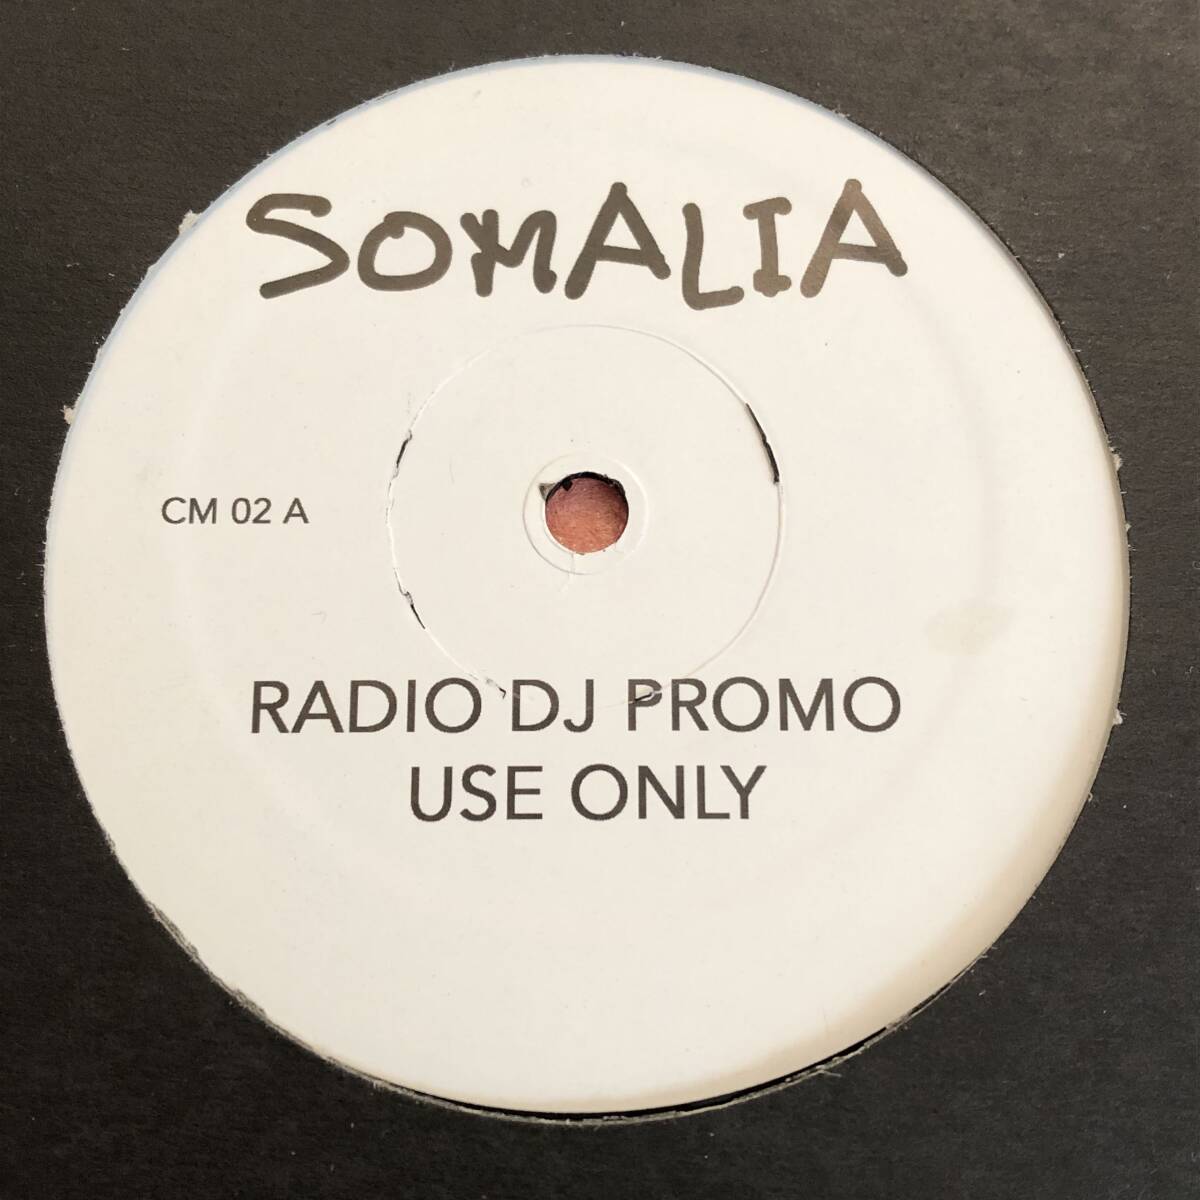 SOMALIA
CM 02 A
RADIO DJ PROMO
USE ONLY